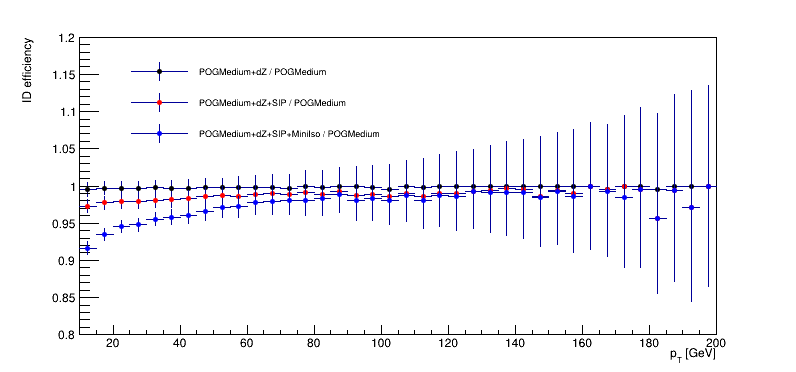 ID efficiency
1.2
1.15
1.1
1.05
1
0.95
0.9
0.85
0.8
POGMedium+dZ / POGMedium
POGMedium+dZ+SIP / POGMedium
POGMedium+dZ+SIP+MiniIso / POGMedium
20 40 60 80 100 120 140 160 180 200
p_T [GeV]